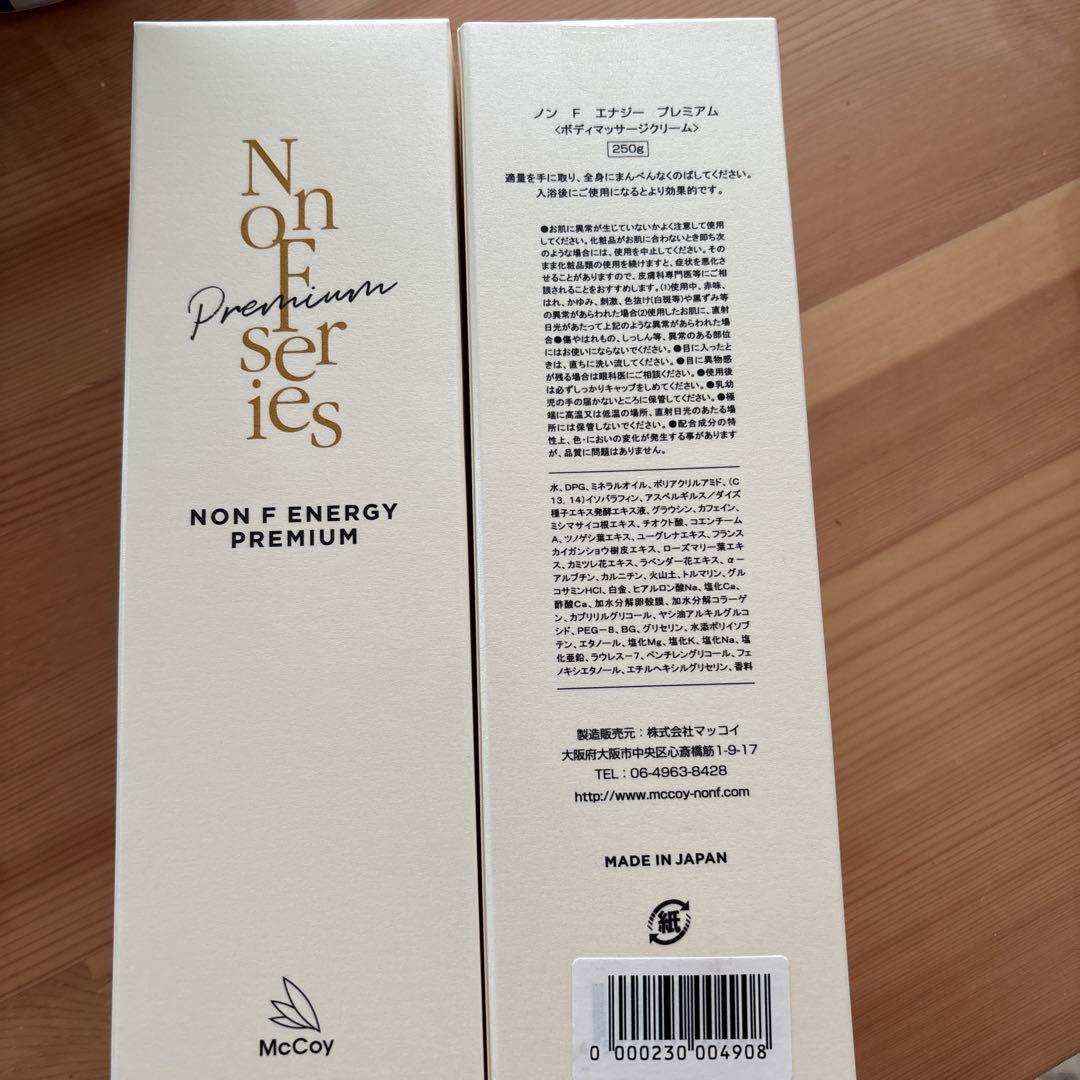 Non
F
Premium
series
NON F ENERGY
PREMIUM
McCoy
ノン F エナジー プレミアム
<ボディマッサージクリーム>
250g
適量を手に取り、全身にまんべんなくのばしてください。
入浴後にご使用になるとより効果的です。
●お肌に異常が生じていないかよく注意して使用
してください。化粧品がお肌に合わないとき即ち次
のような場合には、使用を中止してください。その
まま化粧品類の使用を続けますと、症状を悪化さ
せることがありますので、皮膚科専門医等にご相
談されることをおすすめします。(1)使用中、赤味、
はれ、かゆみ、刺激、色抜け(白斑等)や黒ずみ等
の異常があらわれた場合(2)使用したお肌に、直射
日光があたって上記のような異常があらわれた場
合●傷やはれもの、しっしん等、異常のある部位
にはお使いにならないでください。●目に入ったと
きは、直ちに洗い流してください。●目に異物感
が残る場合は眼科医にご相談ください。●使用後
は必ずしっかりキャップをしめてください。●乳幼
児の手の届かないところに保管してください。●極
端に高温又は低温の場所、直射日光のあたる場
所には保管しないでください。●配合成分の特
性上、色・においの変化が発生する事があります
が、品質に問題はありません。
水、DPG、ミネラルオイル、ポリアクリルアミド、(C
13, 14)イソパラフィン、アスペルギルス/ダイズ
種子エキス発酵エキス液、グラウシン、カフェイン、
ミシマサイコ根エキス、チオクト酸、コエンチーム
A、ツノゲシ葉エキス、ユーグレナエキス、フランス
カイガンショウ樹皮エキス、ローズマリー葉エキ
ス、カミツレ花エキス、ラベンダー花エキス、α-
アルブチン、カルニチン、火山土、トルマリン、グル
コサミンHCl、白金、ヒアルロン酸Na、塩化Ca、
酢酸Ca、加水分解卵殻膜、加水分解コラーゲ
ン、カプリリルグリコール、ヤシ油アルキルグルコ
シド、PEG-8、BG、グリセリン、水添ポリイソブ
テン、エタノール、塩化Mg、塩化K、塩化Na、塩
化亜鉛、ラウレス-7、ペンチレングリコール、フェ
ノキシエタノール、エチルヘキシルグリセリン、香料
製造販売元:株式会社マッコイ
大阪府大阪市中央区心斎橋筋1-9-17
TEL:06-4963-8428
http://www.mccoy-nonf.com
MADE IN JAPAN
紙
0 000230 004908